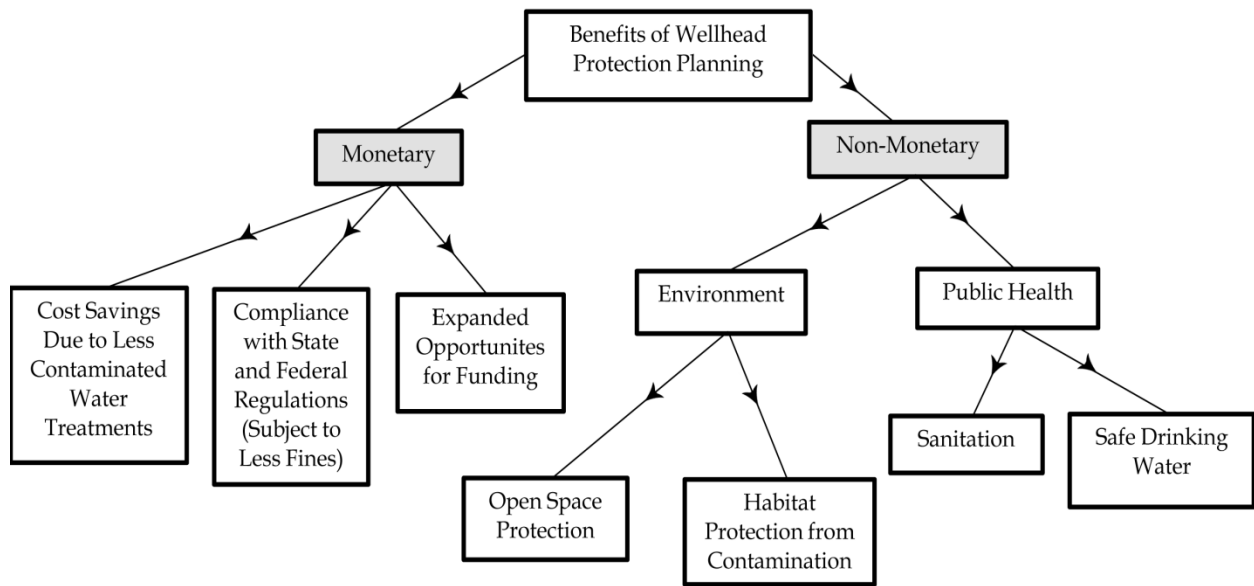 Benefits of Wellhead
Protection Planning
Monetary
Non-Monetary
Cost Savings
Due to Less
Contaminated
Water
Treatments
Compliance
with State
and Federal
Regulations
(Subject to
Less Fines)
Expanded
Opportunites
for Funding
Environment
Public Health
Open Space
Protection
Habitat
Protection from
Contamination
Sanitation
Safe Drinking
Water